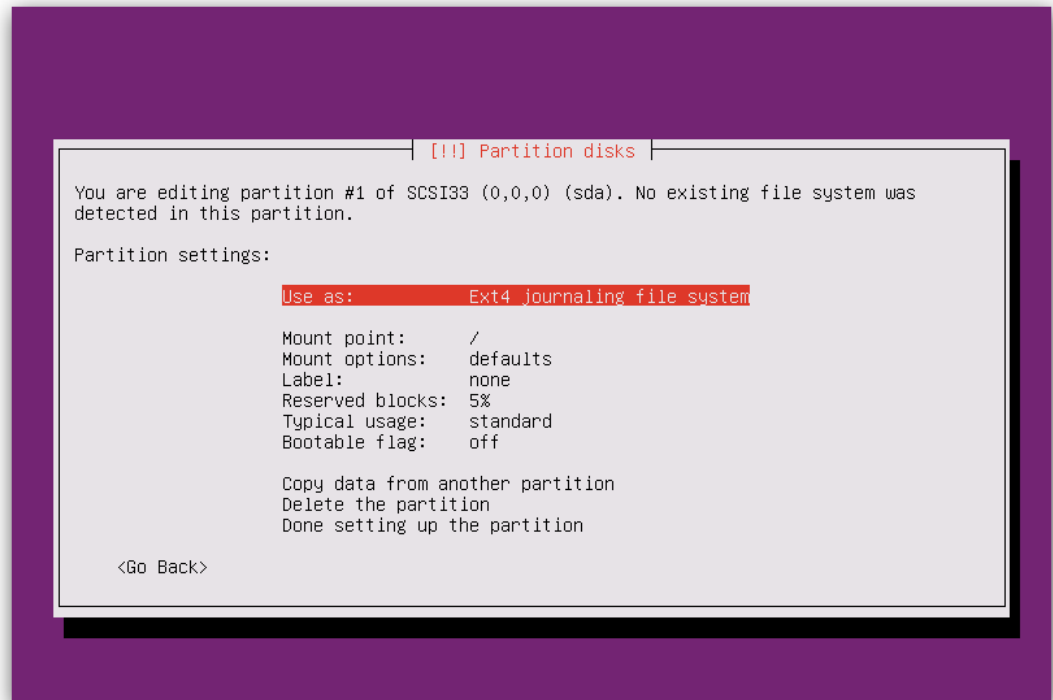 [!!] Partition disks
You are editing partition #1 of SCSI33 (0,0,0) (sda). No existing file system was
detected in this partition.
Partition settings:
Use as: Ext4 journaling file system
Mount point: /
Mount options: defaults
Label: none
Reserved blocks: 5%
Typical usage: standard
Bootable flag: off
Copy data from another partition
Delete the partition
Done setting up the partition
<Go Back>